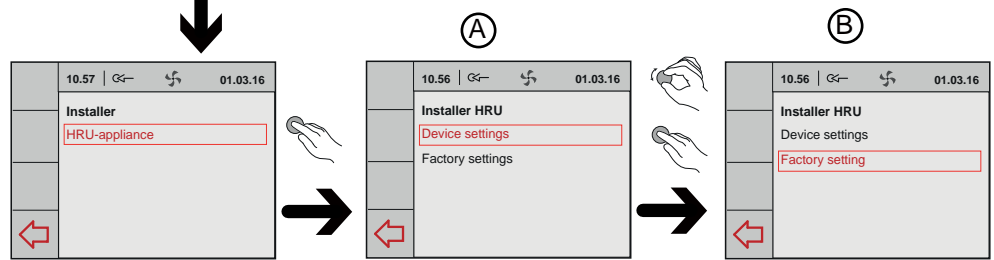 A
B
10.57 01.03.16
Installer
HRU-appliance
10.56 01.03.16
Installer HRU
Device settings
Factory settings
10.56 01.03.16
Installer HRU
Device settings
Factory setting